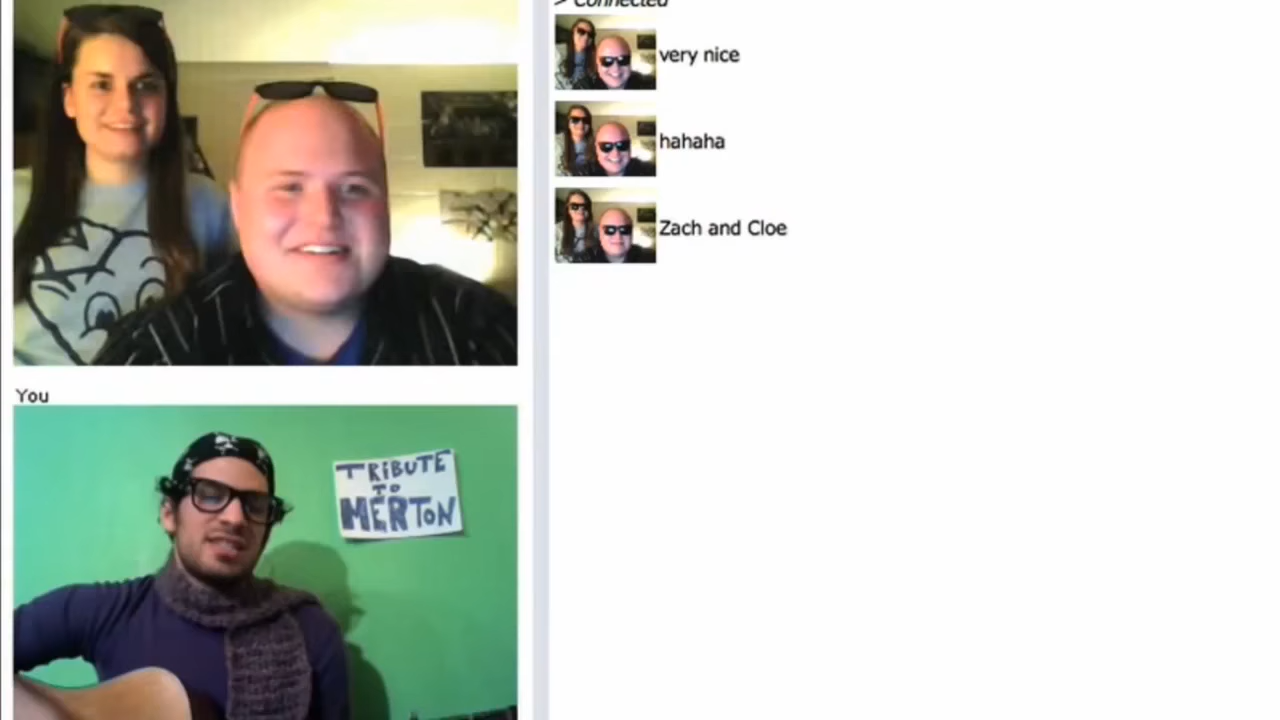 > Connected
very nice
hahaha
Zach and Cloe
You
TRIBUTE
TO
MERTON